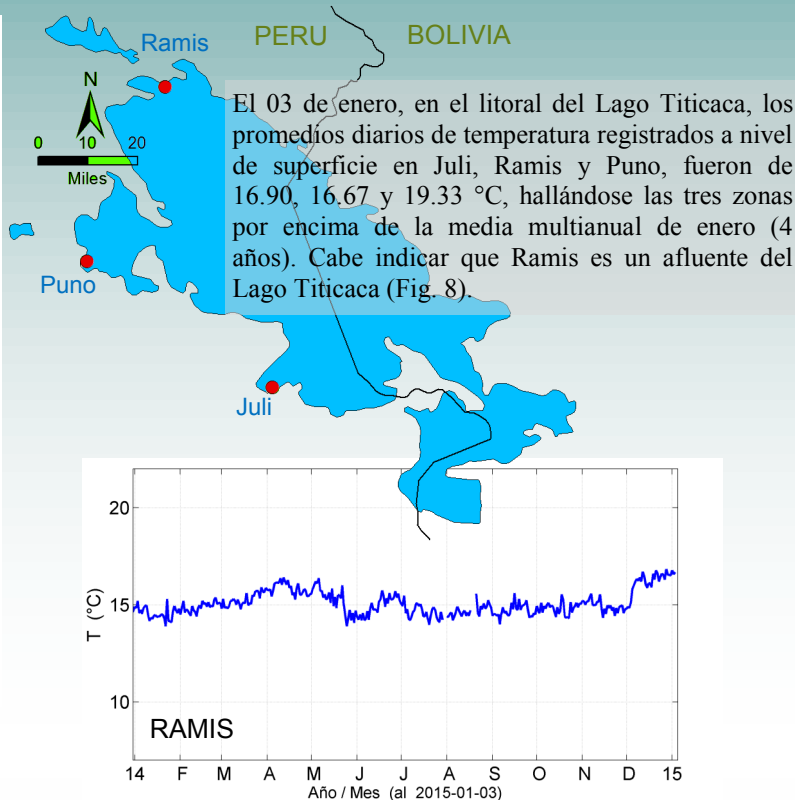 Ramis
PERU
BOLIVIA
N
0 10 20
Miles
El 03 de enero, en el litoral del Lago Titicaca, los
promedios diarios de temperatura registrados a nivel
de superficie en Juli, Ramis y Puno, fueron de
16.90, 16.67 y 19.33 °C, hallándose las tres zonas
por encima de la media multianual de enero (4
años). Cabe indicar que Ramis es un afluente del
Lago Titicaca (Fig. 8).
Puno
Juli
20
15
10
T (°C)
RAMIS
14 F M A M J J A S O N D 15
Año / Mes (al 2015-01-03)